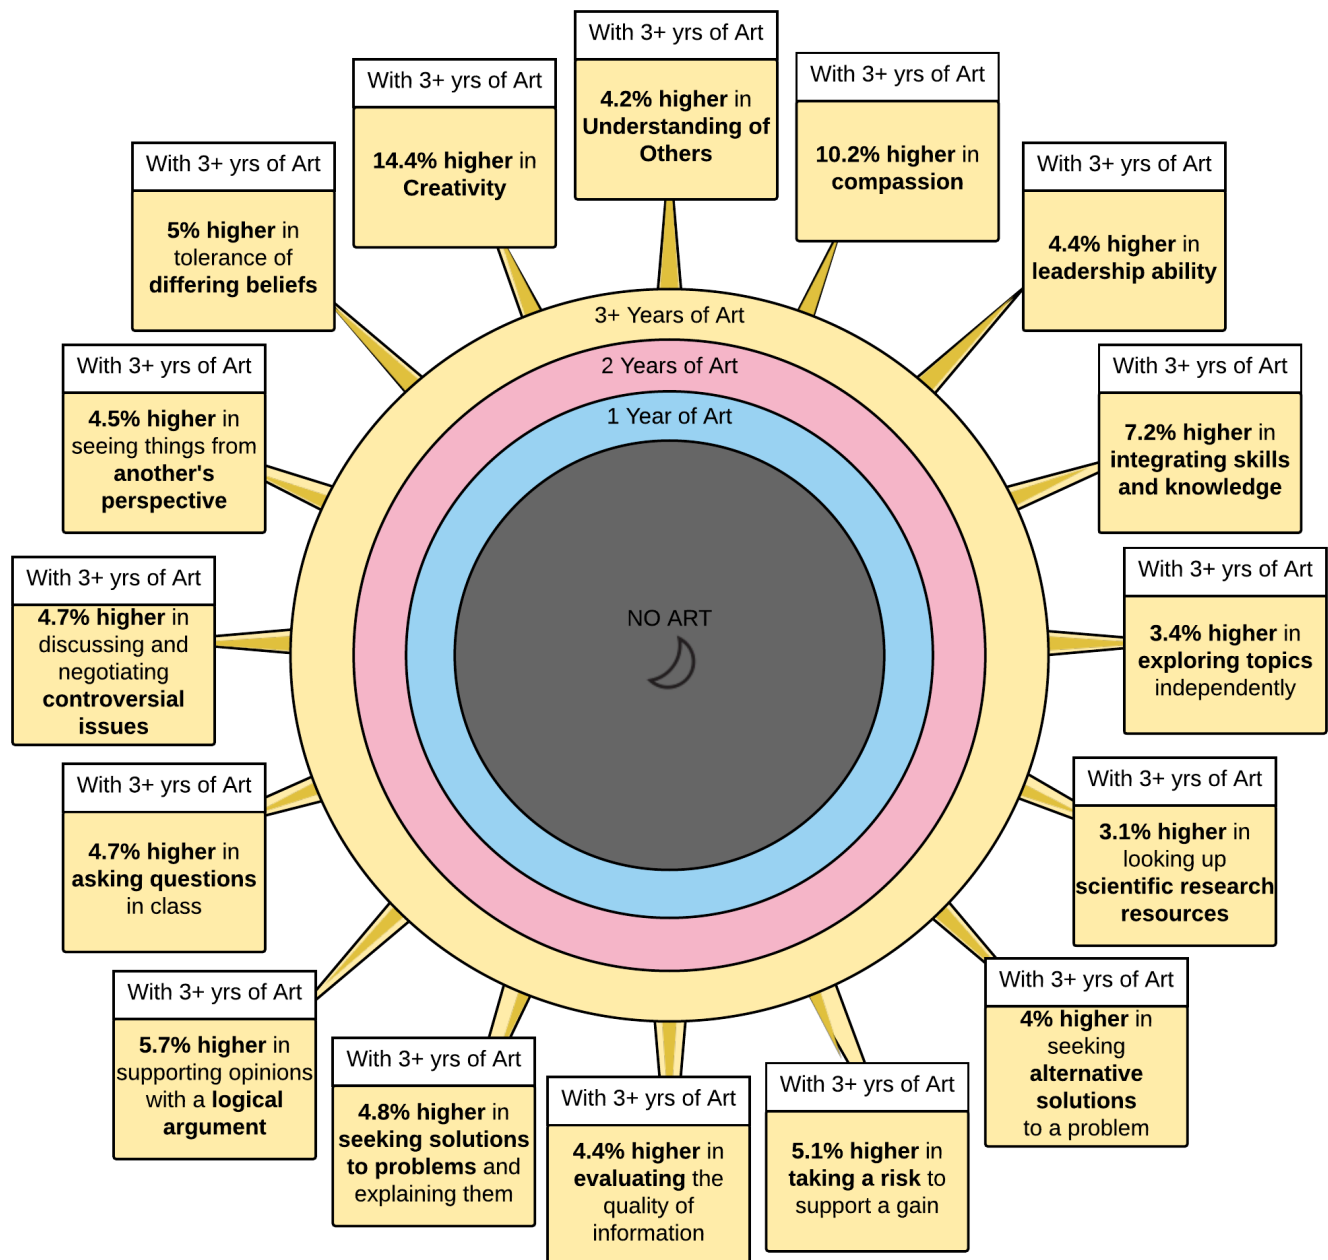 With 3+ yrs of Art
4.2% higher in
Understanding of
Others
With 3+ yrs of Art
10.2% higher in
compassion
With 3+ yrs of Art
4.4% higher in
leadership ability
With 3+ yrs of Art
7.2% higher in
integrating skills
and knowledge
With 3+ yrs of Art
3.4% higher in
exploring topics
independently
With 3+ yrs of Art
3.1% higher in
looking up
scientific research
resources
With 3+ yrs of Art
4% higher in
seeking
alternative
solutions
to a problem
With 3+ yrs of Art
5.1% higher in
taking a risk to
support a gain
With 3+ yrs of Art
4.4% higher in
evaluating the
quality of
information
With 3+ yrs of Art
4.8% higher in
seeking solutions
to problems and
explaining them
With 3+ yrs of Art
5.7% higher in
supporting opinions
with a logical
argument
With 3+ yrs of Art
4.7% higher in
asking questions
in class
With 3+ yrs of Art
4.7% higher in
discussing and
negotiating
controversial
issues
With 3+ yrs of Art
4.5% higher in
seeing things from
another's
perspective
With 3+ yrs of Art
5% higher in
tolerance of
differing beliefs
With 3+ yrs of Art
14.4% higher in
Creativity
3+ Years of Art
2 Years of Art
1 Year of Art
NO ART